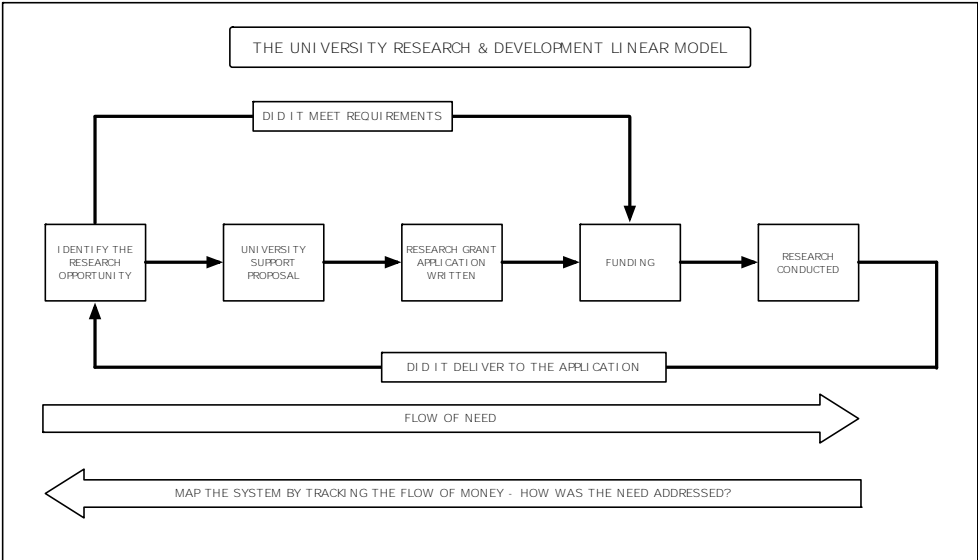 THE UNIVERSITY RESEARCH & DEVELOPMENT LINEAR MODEL
DID IT MEET REQUIREMENTS
IDENTIFY THE
RESEARCH
OPPORTUNITY
UNIVERSITY
SUPPORT
PROPOSAL
RESEARCH GRANT
APPLICATION
WRITTEN
FUNDING
RESEARCH
CONDUCTED
DID IT DELIVER TO THE APPLICATION
FLOW OF NEED
MAP THE SYSTEM BY TRACKING THE FLOW OF MONEY - HOW WAS THE NEED ADDRESSED?